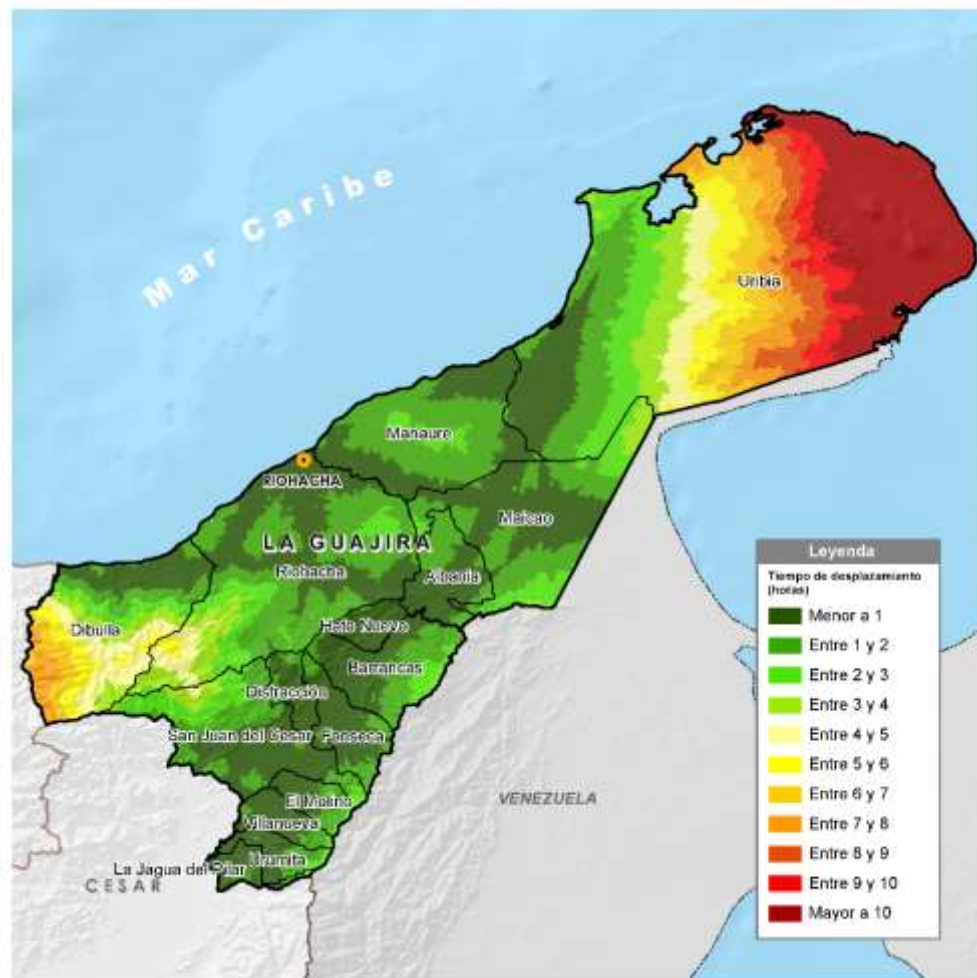 Mar Caribe
Uribia
Manaure
RIOHACHA
Maicao
LA GUAJIRA
Riohacha
Albania
Dibulla
Hato Nuevo
Barrancas
Distracción
San Juan del Cesar
Fonseca
El Molino
Villanueva
Urumita
La Jagua del Pilar
CESAR
VENEZUELA
Leyenda
Tiempo de desplazamiento
(horas)
Menor a 1
Entre 1 y 2
Entre 2 y 3
Entre 3 y 4
Entre 4 y 5
Entre 5 y 6
Entre 6 y 7
Entre 7 y 8
Entre 8 y 9
Entre 9 y 10
Mayor a 10